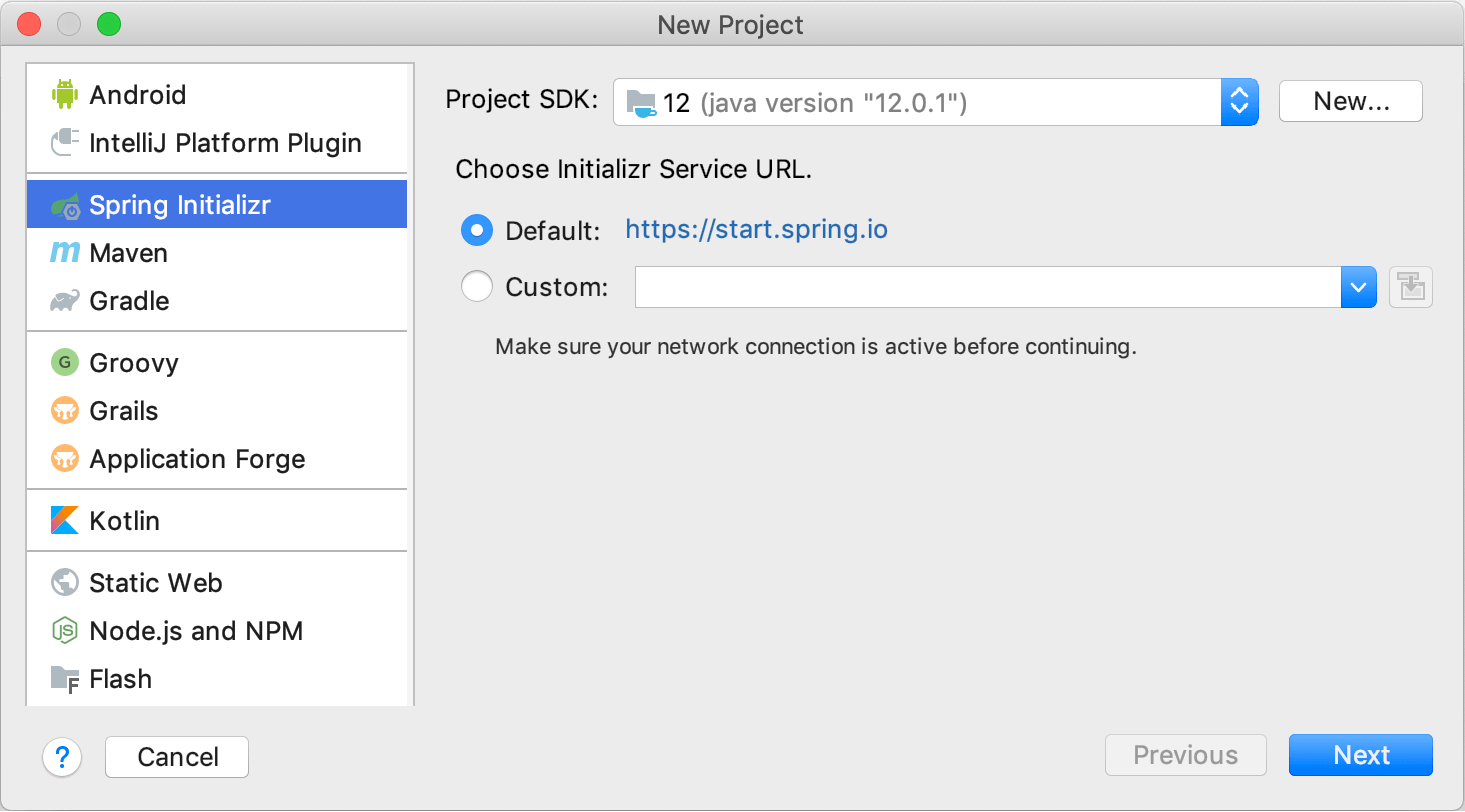 New Project
Android
IntelliJ Platform Plugin
Spring Initializr
Maven
Gradle
G Groovy
Grails
Application Forge
Kotlin
Static Web
JS Node.js and NPM
F Flash
Project SDK: 12 (java version "12.0.1") New...
Choose Initializr Service URL.
Default: https://start.spring.io
Custom:
Make sure your network connection is active before continuing.
? Cancel Previous Next